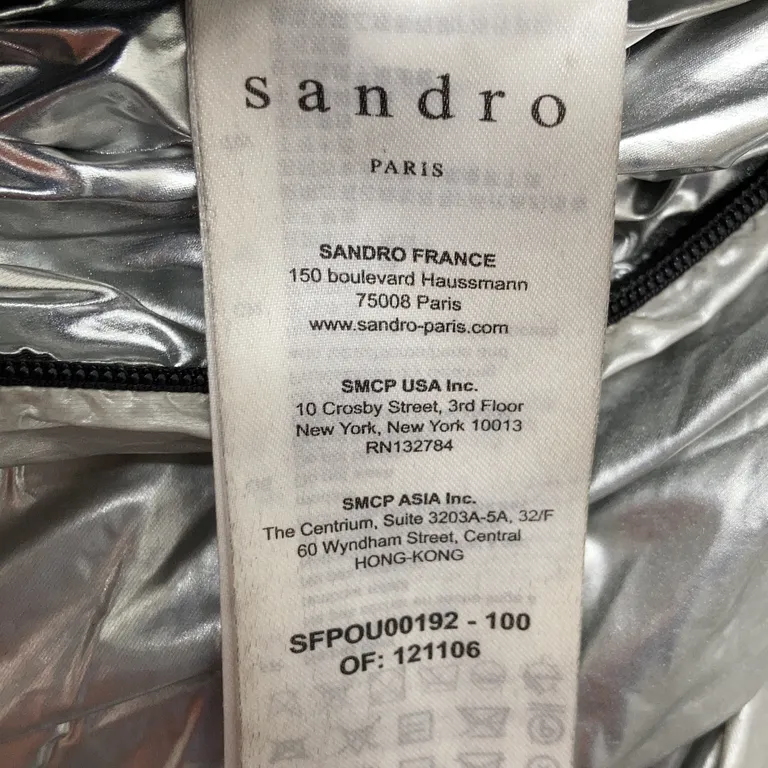 sandro
PARIS
SANDRO FRANCE
150 boulevard Haussmann
75008 Paris
www.sandro-paris.com
SMCP USA Inc.
10 Crosby Street, 3rd Floor
New York, New York 10013
RN132784
SMCP ASIA Inc.
The Centrium, Suite 3203A-5A, 32/F
60 Wyndham Street, Central
HONG-KONG
SFPOU00192 - 100
OF: 121106